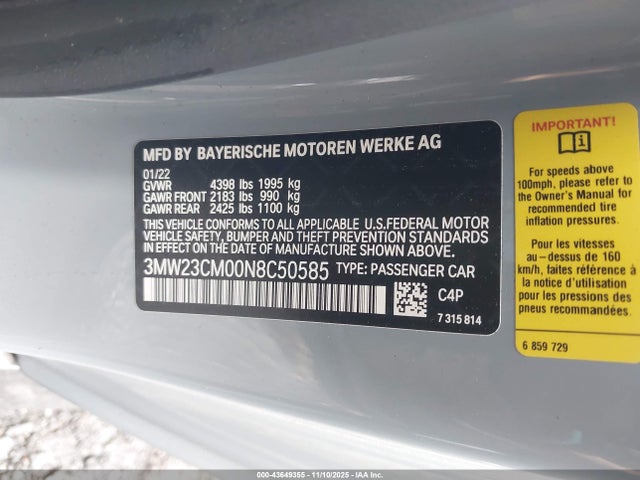 MFD BY BAYERISCHE MOTOREN WERKE AG
01/22
GVWR 4398 lbs 1995 kg
GAWR FRONT 2183 lbs 990 kg
GAWR REAR 2425 lbs 1100 kg
THIS VEHICLE CONFORMS TO ALL APPLICABLE U.S.FEDERAL MOTOR
VEHICLE SAFETY, BUMPER AND THEFT PREVENTION STANDARDS
IN EFFECT ON THE DATE OF MANUFACTURE SHOWN ABOVE.
3MW23CM00N8C50585 TYPE: PASSENGER CAR
C4P
7 315 814
IMPORTANT!
For speeds above
100mph, please refer to
the Owner's Manual for
recommended tire
inflation pressures.
Pour les vitesses
au-dessus de 160
km/h, référez-vous
à la notice d'utilisation
pour les pressions des
pneus recommandées.
6 859 729
000-43649355 - 11/10/2025 - IAA Inc.